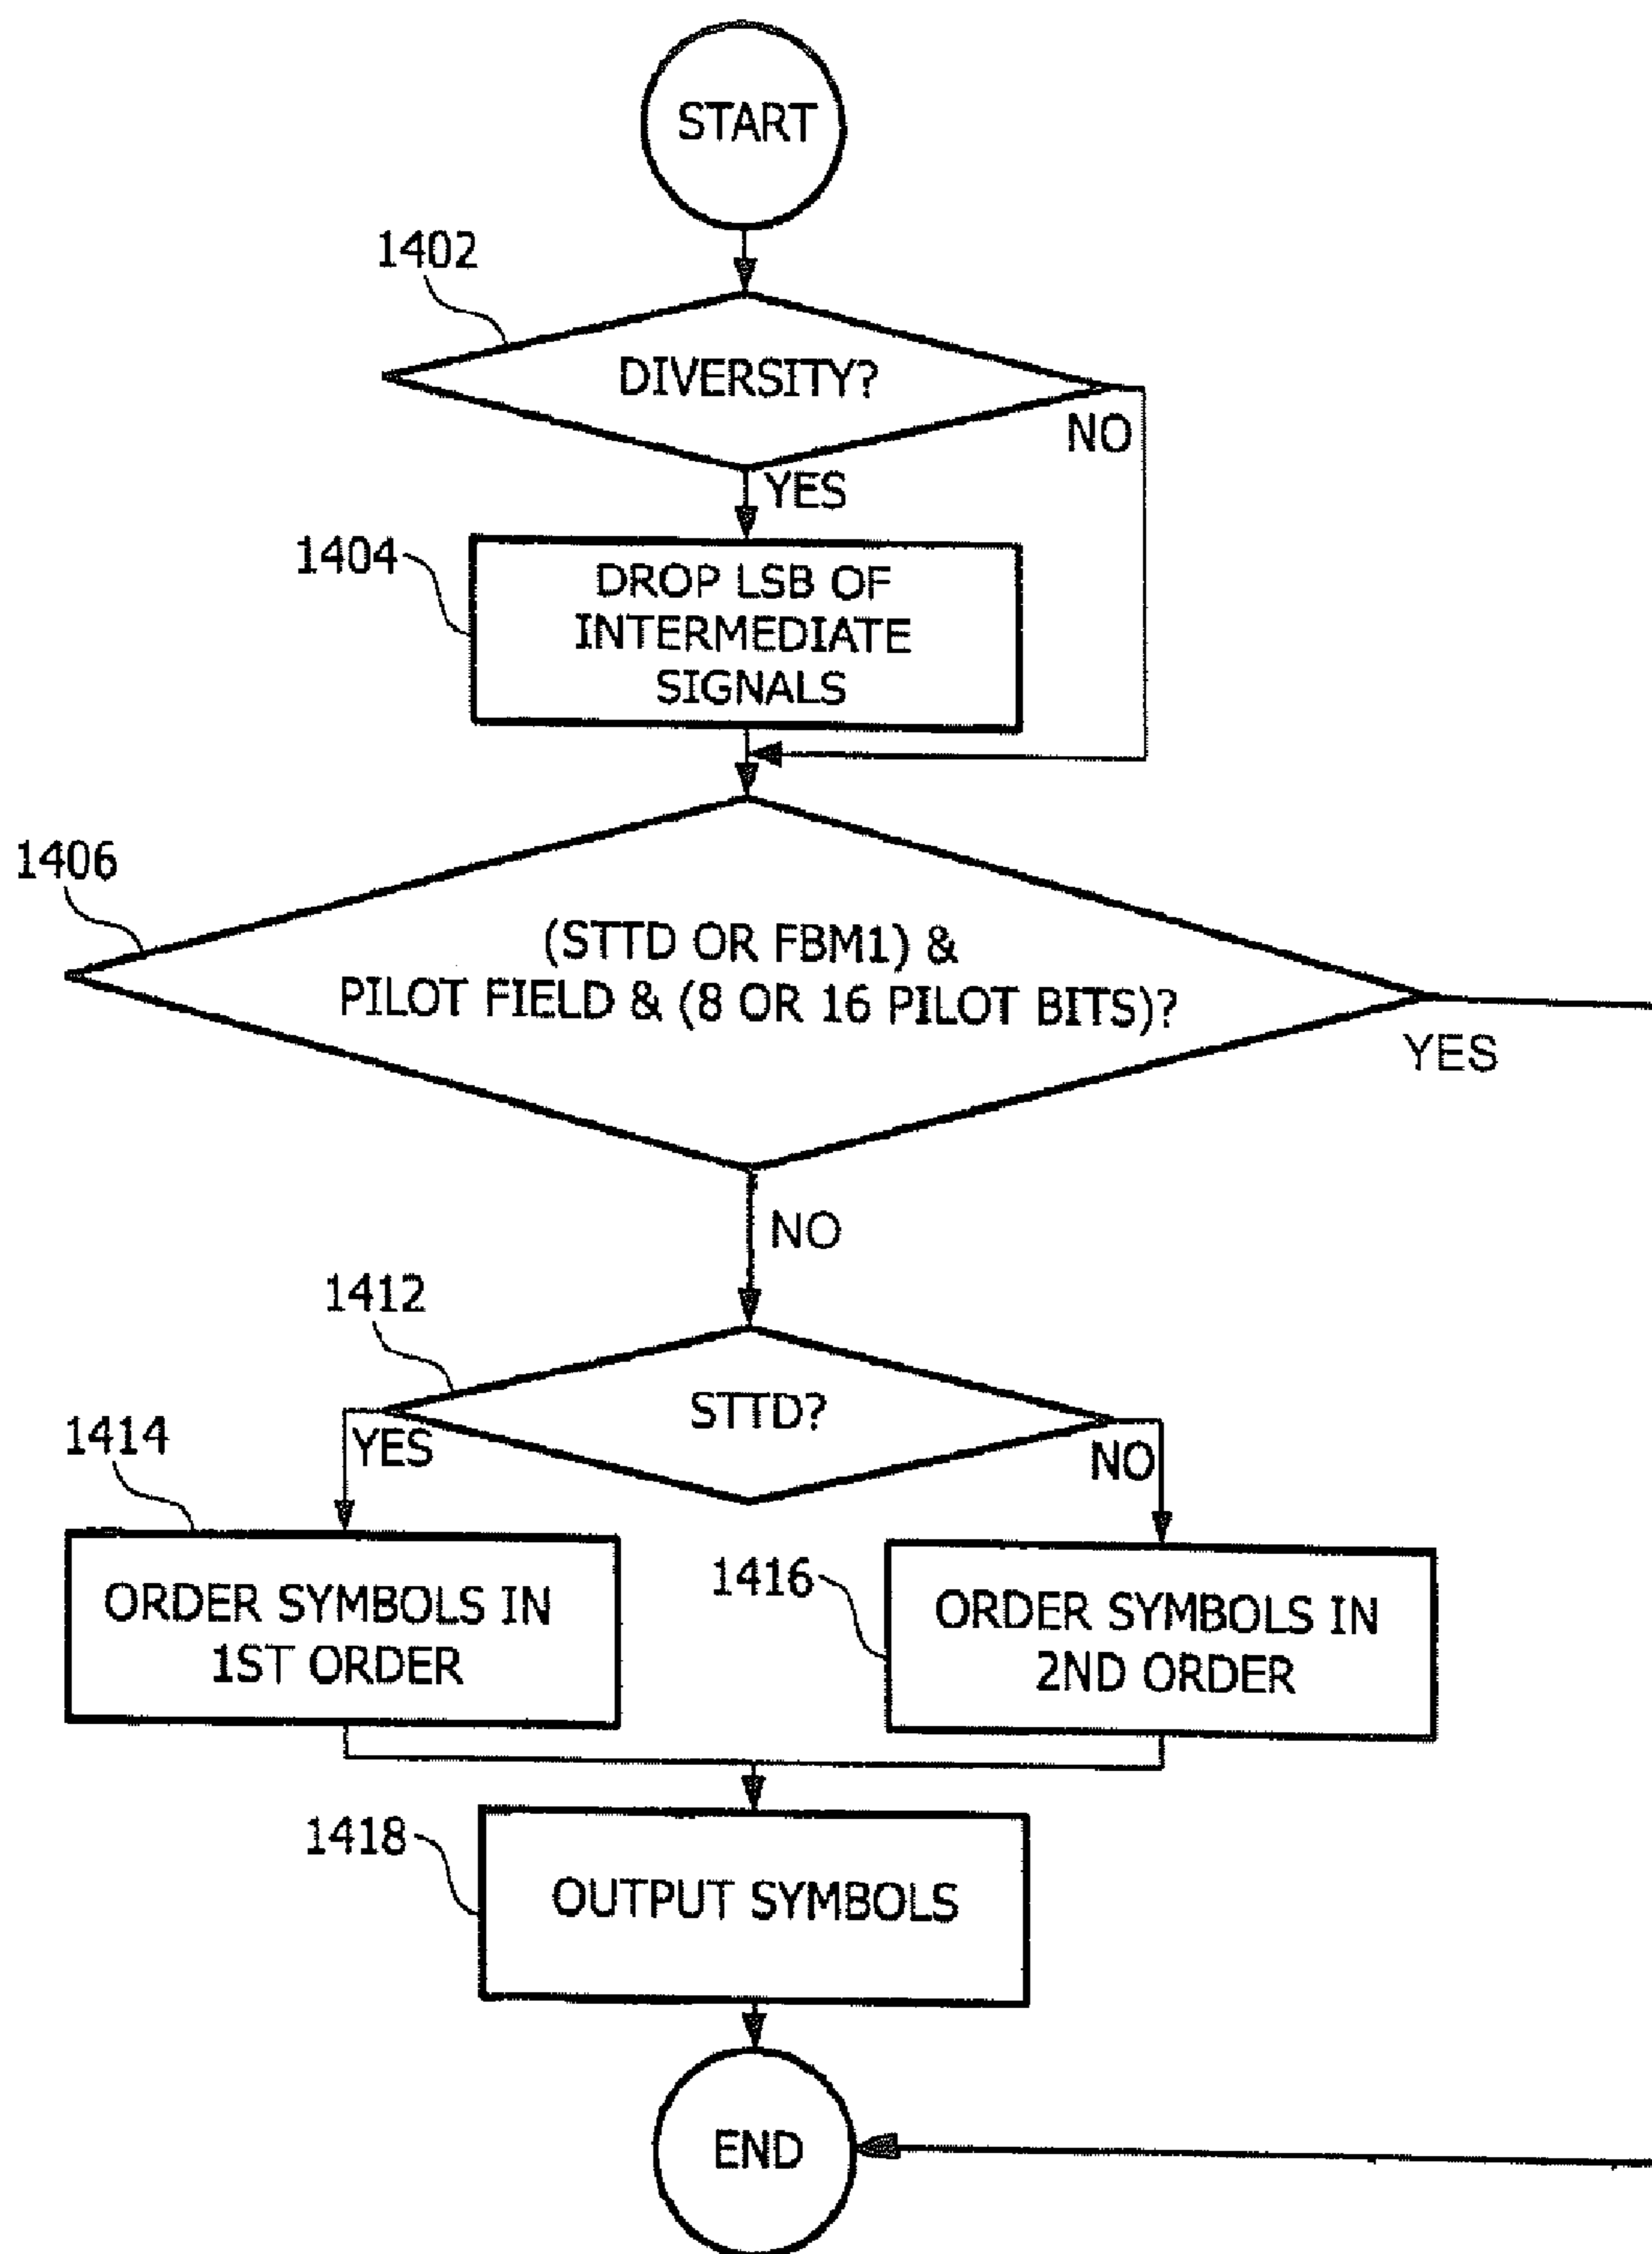 START
1402
DIVERSITY?
NO
YES
1404
DROP LSB OF
INTERMEDIATE
SIGNALS
1406
(STTD OR FBM1) &
PILOT FIELD & (8 OR 16 PILOT BITS)?
YES
NO
1412
STTD?
YES
NO
1414
ORDER SYMBOLS IN
1ST ORDER
1416
ORDER SYMBOLS IN
2ND ORDER
1418
OUTPUT SYMBOLS
END